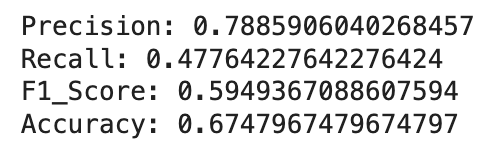 Precision: 0.7885906040268457
Recall: 0.47764227642276424
F1_Score: 0.5949367088607594
Accuracy: 0.6747967479674797